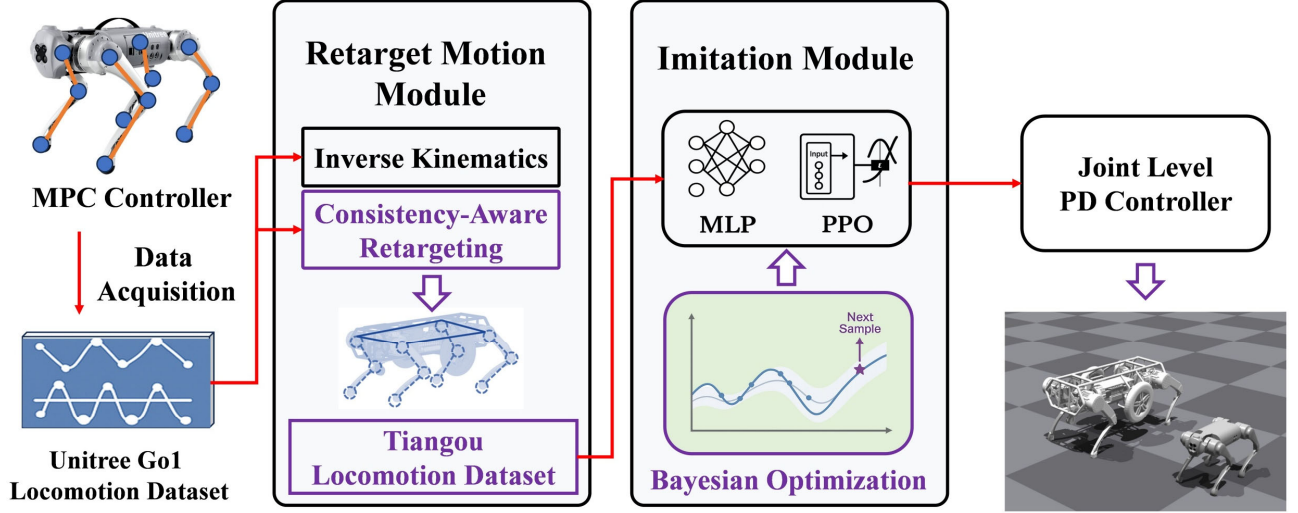 MPC Controller
Data
Acquisition
Unitree Go1
Locomotion Dataset
Retarget Motion
Module
Inverse Kinematics
Consistency-Aware
Retargeting
Tiangou
Locomotion Dataset
Imitation Module
Input
MLP
PPO
Next
Sample
Bayesian Optimization
Joint Level
PD Controller